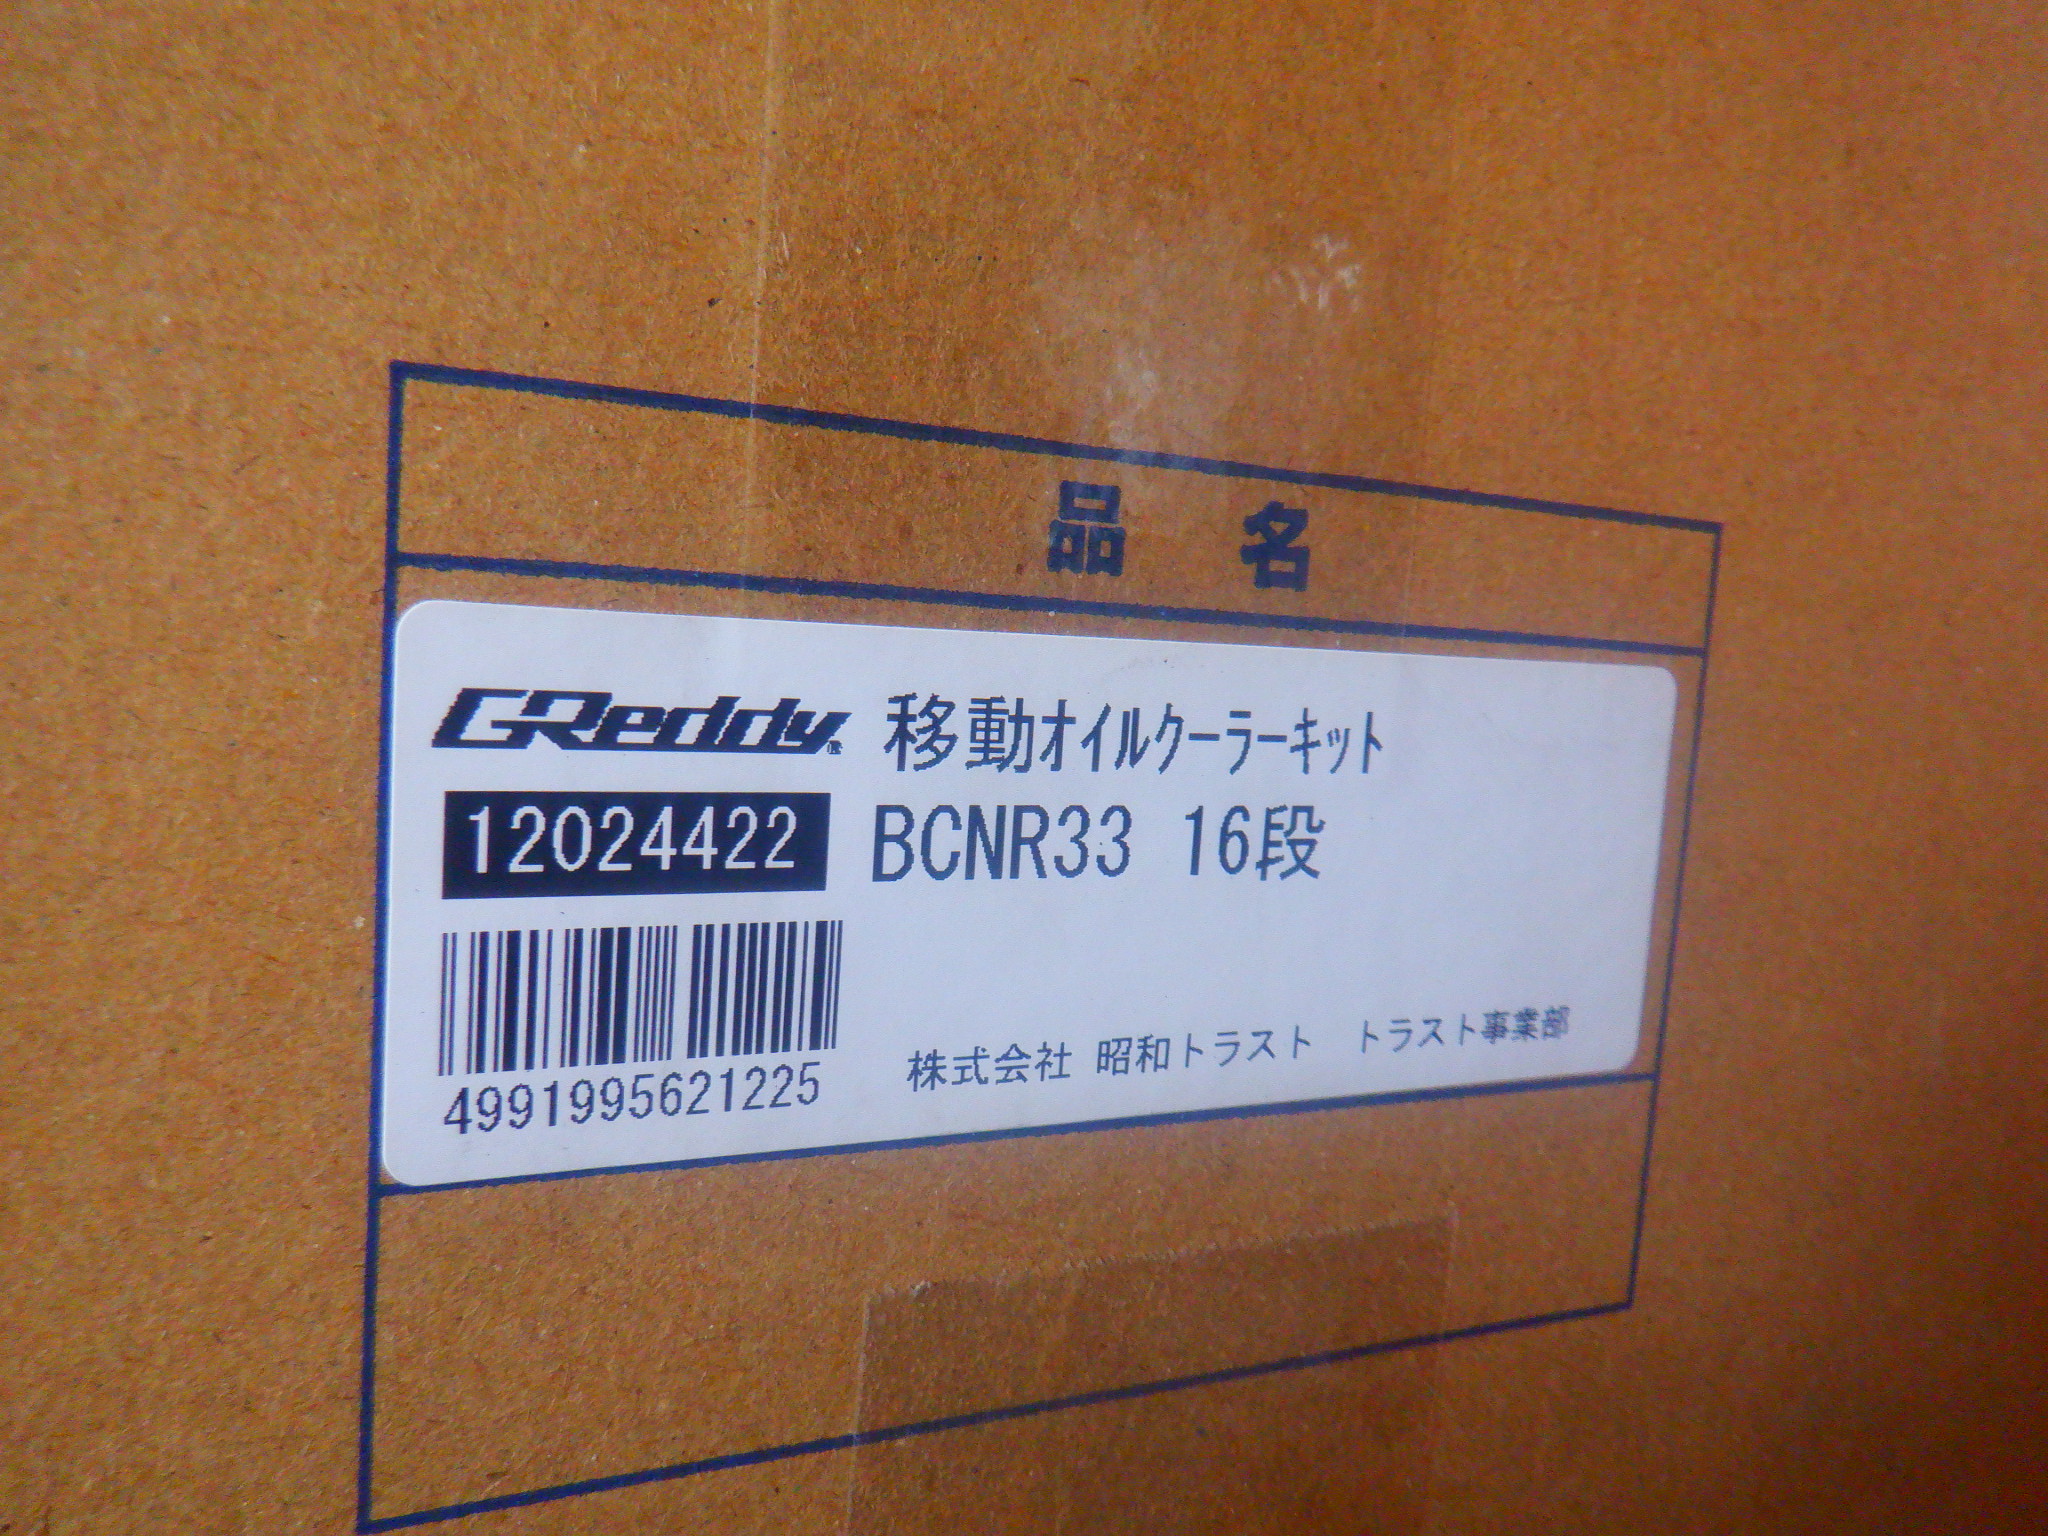 品 名
GReddy 移動ｵｲﾙｸｰﾗｰｷｯﾄ
12024422 BCNR33 16段
4991995621225
株式会社 昭和トラスト トラスト事業部